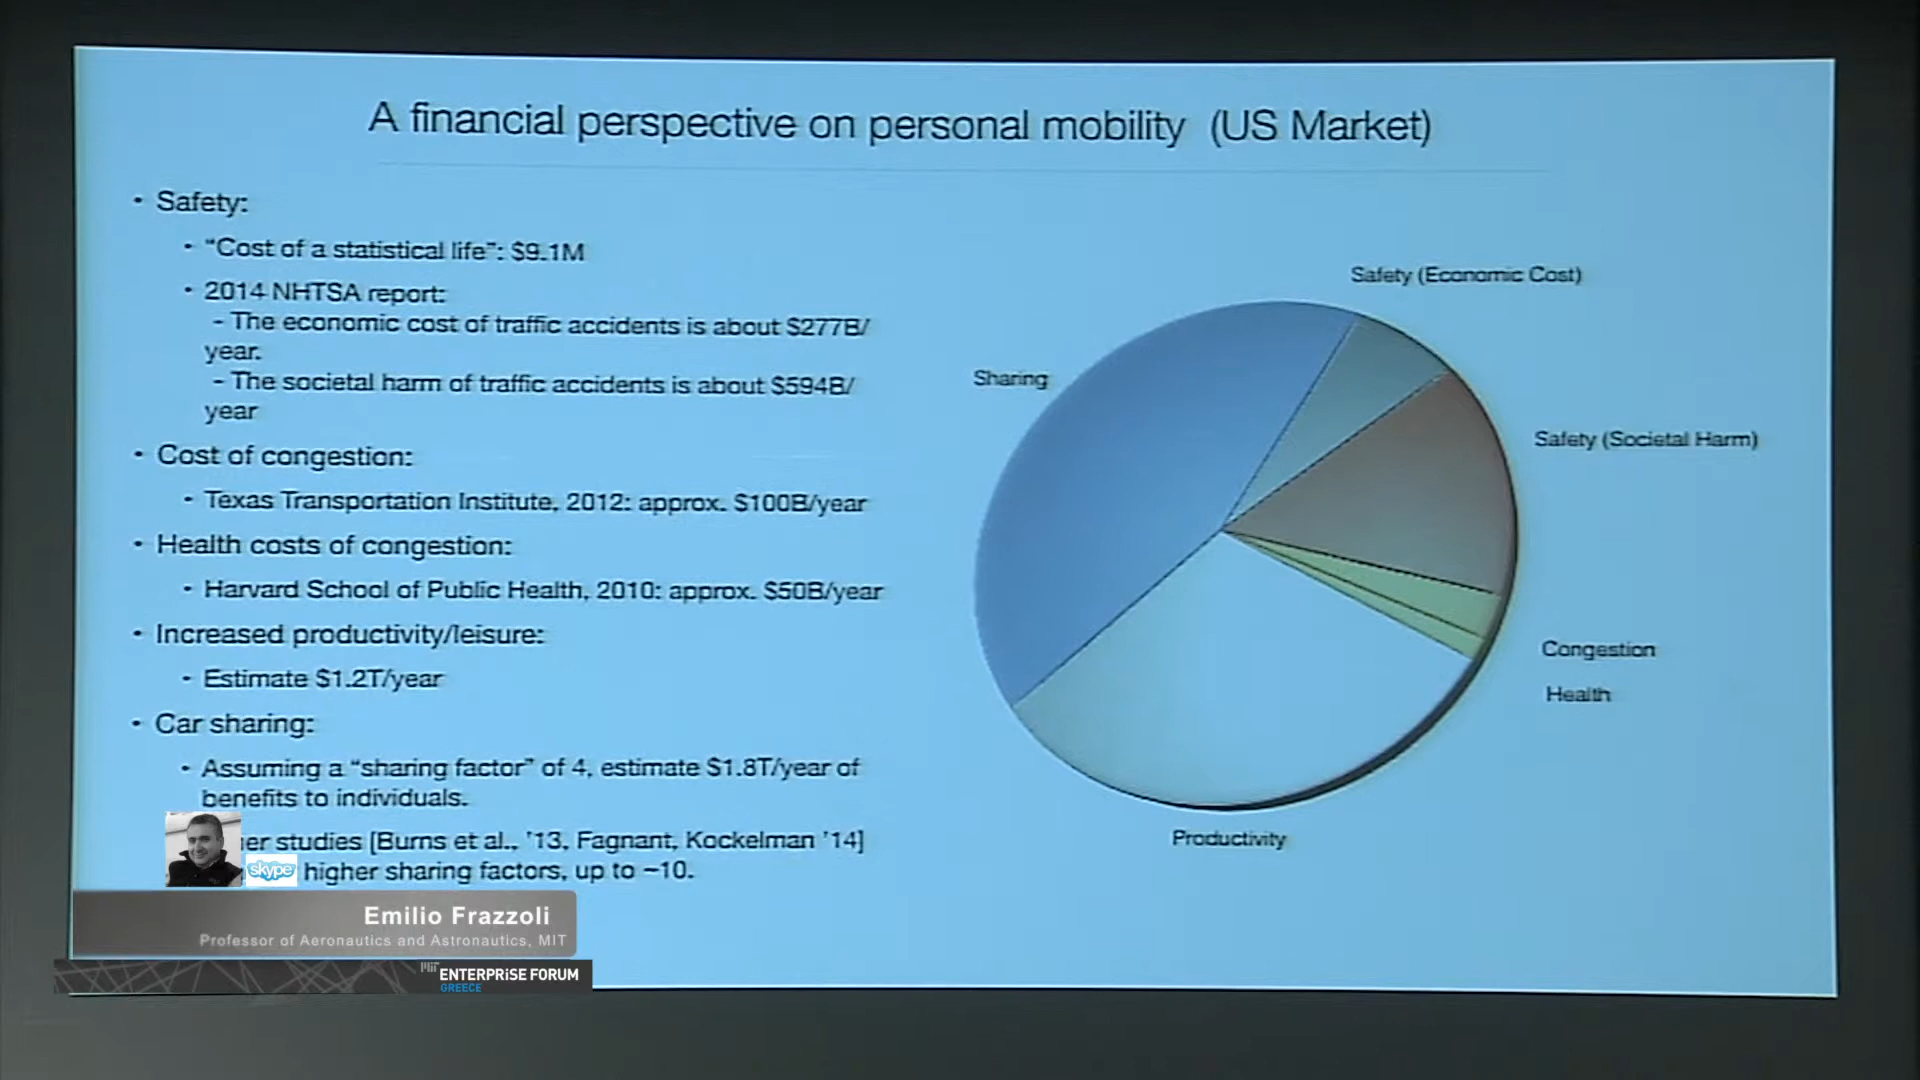 A financial perspective on personal mobility (US Market)
• Safety:
• "Cost of a statistical life": $9.1M
• 2014 NHTSA report:
- The economic cost of traffic accidents is about $277B/
year.
- The societal harm of traffic accidents is about $594B/
year
• Cost of congestion:
• Texas Transportation Institute, 2012: approx. $100B/year
• Health costs of congestion:
• Harvard School of Public Health, 2010: approx. $50B/year
• Increased productivity/leisure:
• Estimate $1.2T/year
• Car sharing:
• Assuming a "sharing factor" of 4, estimate $1.8T/year of
benefits to individuals.
studies [Burns et al., '13, Fagnant, Kockelman '14]
higher sharing factors, up to ~10.
Safety (Economic Cost)
Sharing
Safety (Societal Harm)
Congestion
Health
Productivity
skype
Emilio Frazzoli
Professor of Aeronautics and Astronautics, MIT
MIT ENTERPRiSE FORUM
GREECE